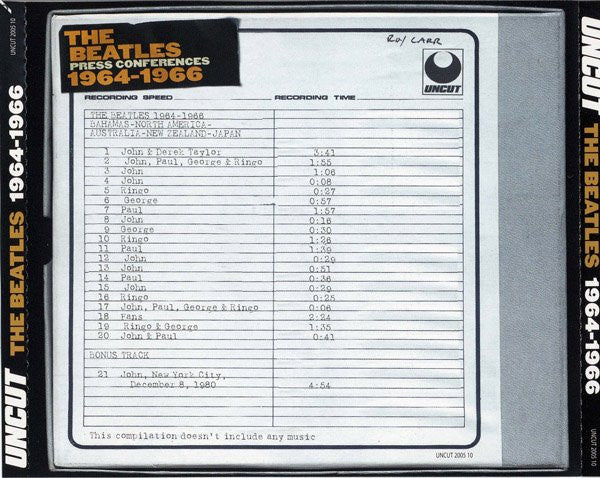 UNCUT 2005 10
UNCUT THE BEATLES 1964-1966
THE
BEATLES
PRESS CONFERENCES
1964-1966
Roy CARR
UNCUT
RECORDING SPEED RECORDING TIME
THE BEATLES 1964-1966
BAHAMAS-NORTH AMERICA-
AUSTRALIA-NEW ZEALAND-JAPAN
1 John & Derek Taylor 3:41
2 John, Paul, George & Ringo 1:55
3 John 1:06
4 John 0:08
5 Ringo 0:27
6 George 0:57
7 Paul 1:57
8 John 0:16
9 George 0:30
10 Ringo 1:26
11 Paul 1:39
12 John 0:29
13 John 0:51
14 Paul 0:36
15 John 0:29
16 Ringo 0:25
17 John, Paul, George & Ringo 0:06
18 Fans 2:24
19 Ringo & George 1:35
20 John & Paul 0:41
BONUS TRACK
21 John, New York City,
December 8, 1980 4:54
This compilation doesn't include any music
UNCUT 2005 10
UNCUT THE BEATLES 1964-1966
UNCUT 2005 10